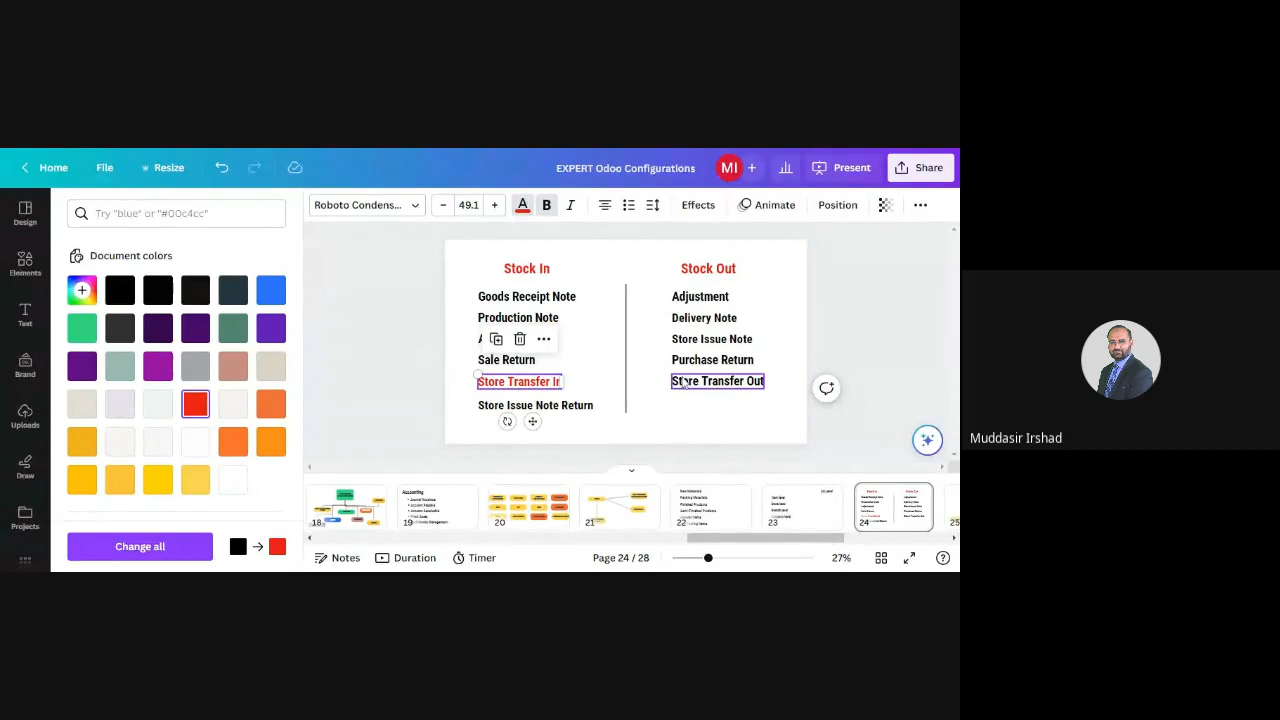 Home File Resize EXPERT Odoo Configurations MI + Present Share
Design
Elements
Text
Brand
Uploads
Draw
Projects
Try "blue" or "#00c4cc"
Document colors
Change all
Roboto Condens... − 49.1 + A B I Effects Animate Position
Stock In
Goods Receipt Note
Production Note
Sale Return
Store Transfer In
Store Issue Note Return
Stock Out
Adjustment
Delivery Note
Store Issue Note
Purchase Return
Store Transfer Out
18
19
Accounting
20
21
22
23
24
25
Notes Duration Timer Page 24 / 28 27%
Muddasir Irshad